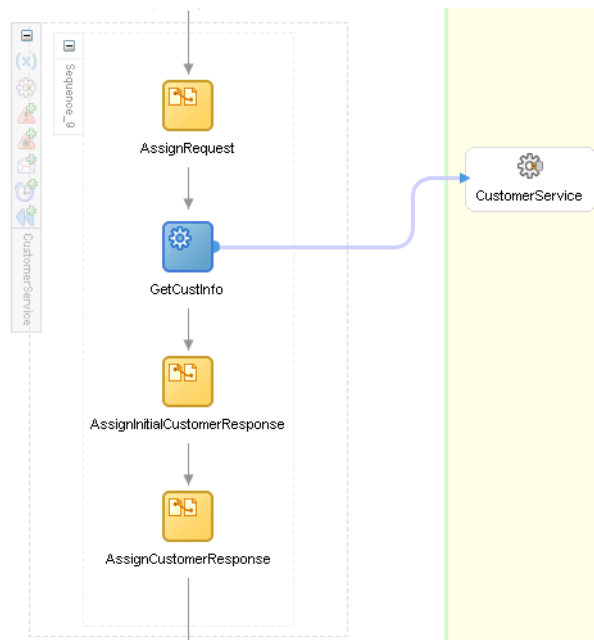 (x)
Sequence_9
AssignRequest
CustomerService
GetCustInfo
CustomerService
AssignInitialCustomerResponse
AssignCustomerResponse